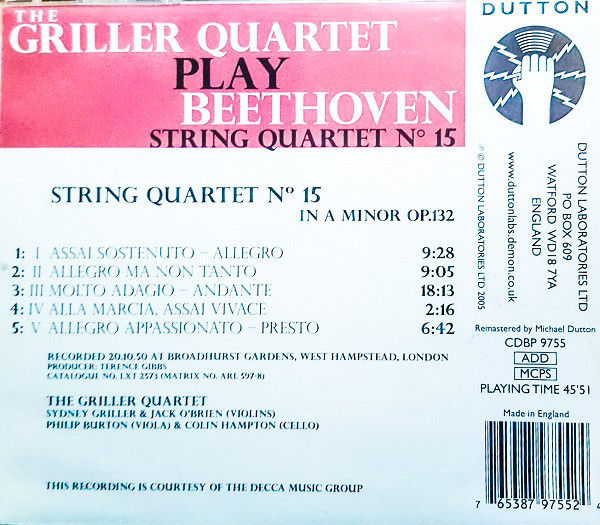 THE
GRILLER QUARTET
PLAY
BEETHOVEN
STRING QUARTET Nº 15
STRING QUARTET Nº 15
IN A MINOR OP.132
1: I ASSAI SOSTENUTO – ALLEGRO 9:28
2: II ALLEGRO MA NON TANTO 9:05
3: III MOLTO ADAGIO – ANDANTE 18:13
4: IV ALLA MARCIA, ASSAI VIVACE 2:16
5: V ALLEGRO APPASSIONATO – PRESTO 6:42
RECORDED 20.10.50 AT BROADHURST GARDENS, WEST HAMPSTEAD, LONDON
PRODUCER: TERENCE GIBBS
CATALOGUE NO. LXT 2573 (MATRIX NO. ARL 597-8)
THE GRILLER QUARTET
SYDNEY GRILLER & JACK O'BRIEN (VIOLINS)
PHILIP BURTON (VIOLA) & COLIN HAMPTON (CELLO)
THIS RECORDING IS COURTESY OF THE DECCA MUSIC GROUP
DUTTON
DUTTON LABORATORIES LTD
PO BOX 609
WATFORD WD18 7YA
ENGLAND
www.duttonlabs.demon.co.uk
℗ © DUTTON LABORATORIES LTD 2005
Remastered by Michael Dutton
CDBP 9755
ADD
MCPS
PLAYING TIME 45'51
Made in England
7 65387 97552 4